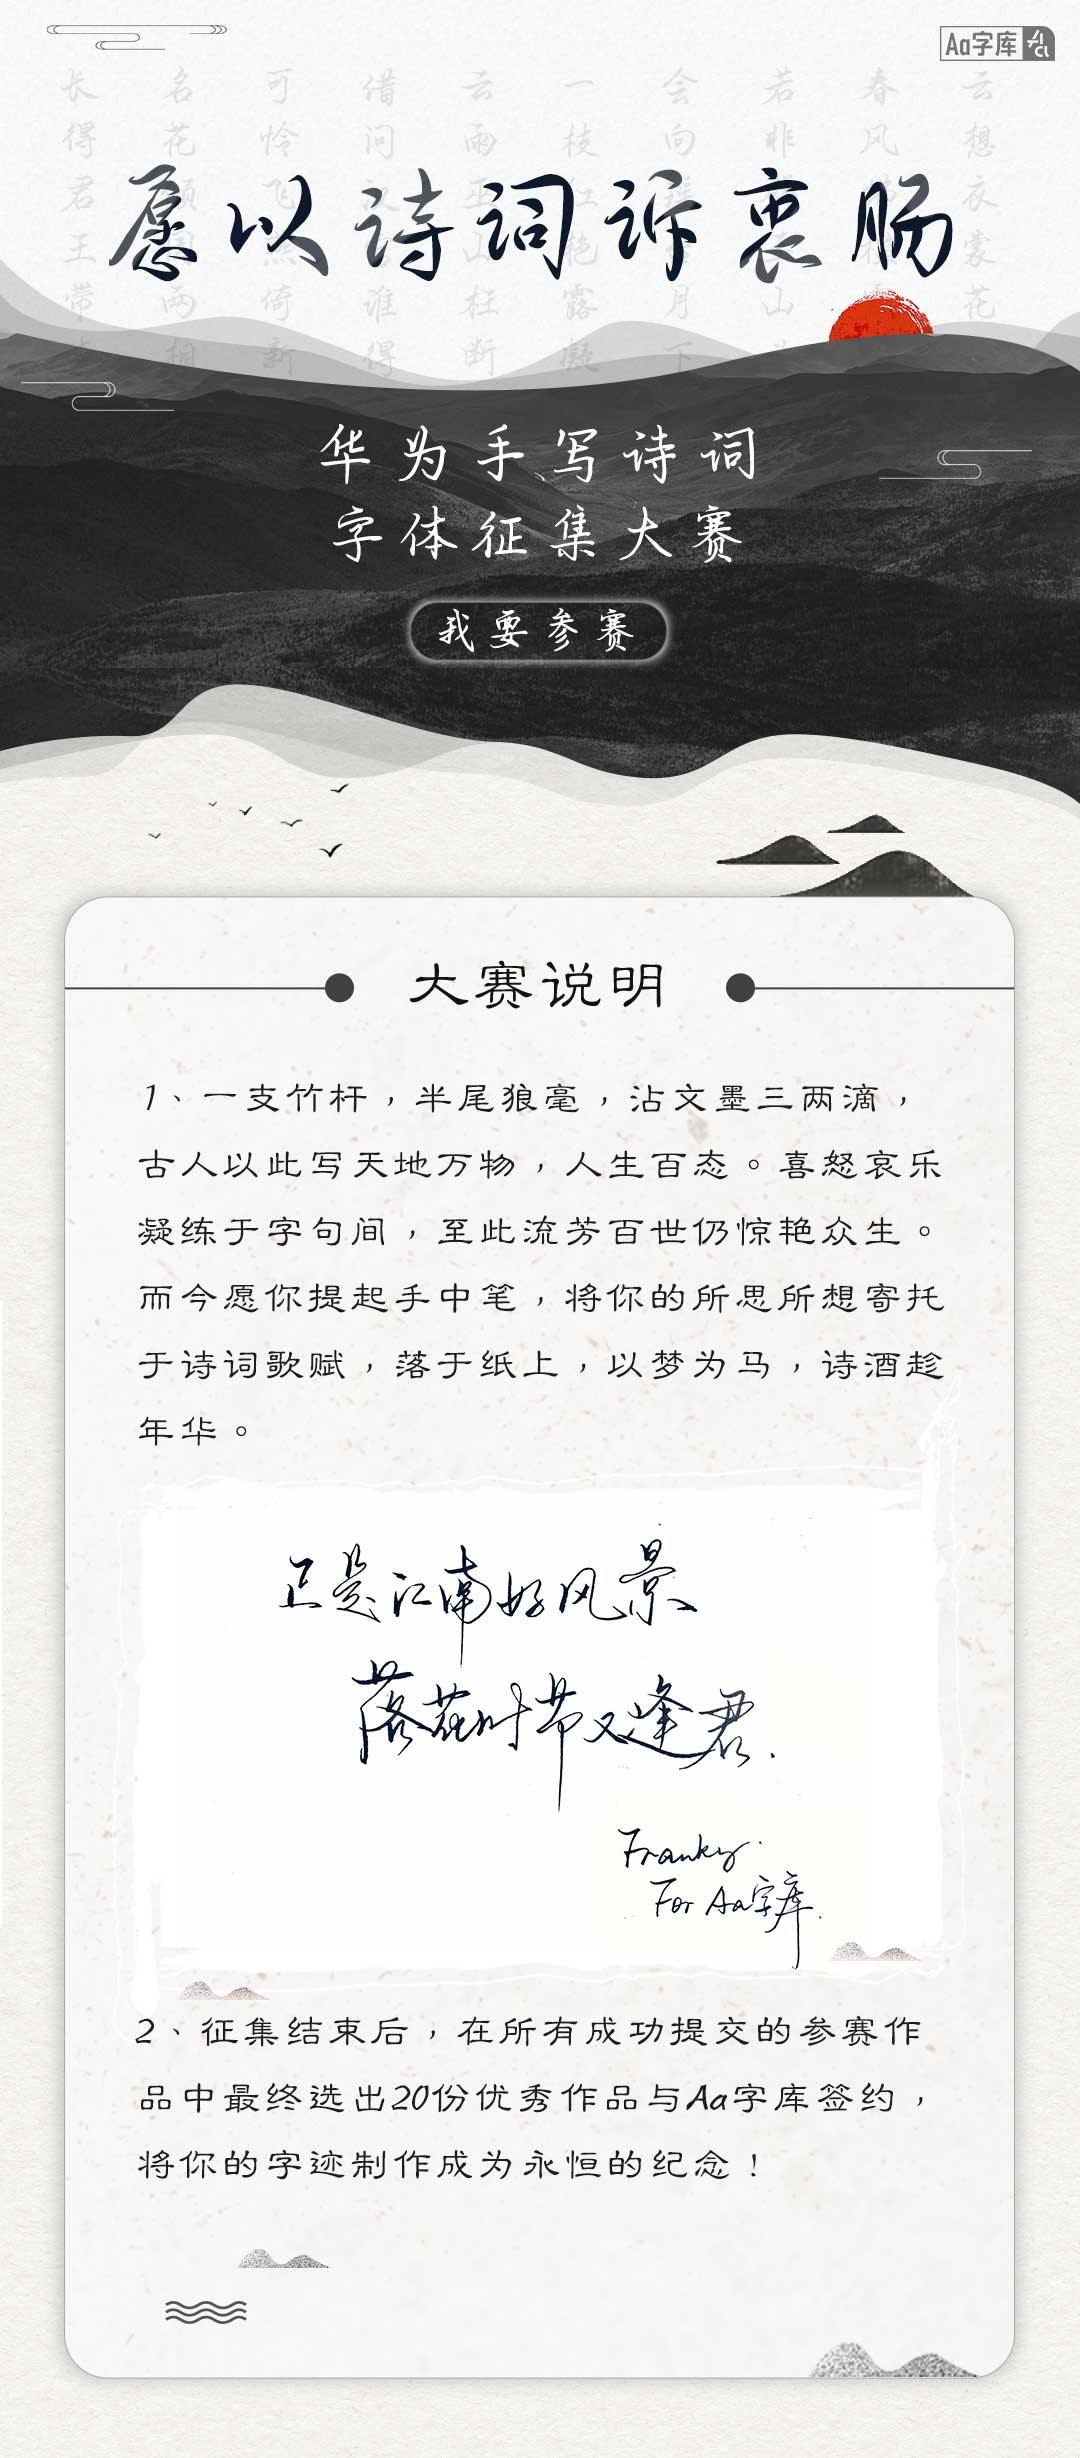 Aa字库
愿以诗词诉衷肠
华为手写诗词
字体征集大赛
我要参赛
大赛说明
1、一支竹杆，半尾狼毫，沾文墨三两滴，
古人以此写天地万物，人生百态。喜怒哀乐
凝练于字句间，至此流芳百世仍惊艳众生。
而今愿你提起手中笔，将你的所思所想寄托
于诗词歌赋，落于纸上，以梦为马，诗酒趁
年华。
正是江南好风景
落花时节又逢君.
Franky.
For Aa字库.
2、征集结束后，在所有成功提交的参赛作
品中最终选出20份优秀作品与Aa字库签约，
将你的字迹制作成为永恒的纪念！